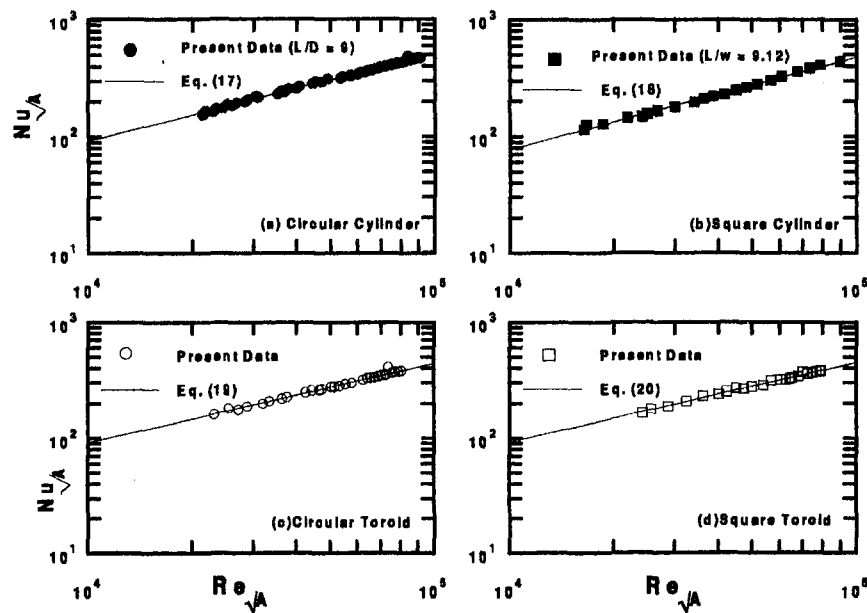 10³
Present Data (L/D = 9)
Eq. (17)
Nu√A
10²
(a) Circular Cylinder
10¹
10⁴
10⁵
10³
Present Data (L/w = 9.12)
Eq. (18)
10²
(b) Square Cylinder
10¹
10⁴
10⁵
10³
Present Data
Eq. (19)
10²
Nu√A
(c) Circular Toroid
10¹
10⁴
Re√A
10⁵
10³
Present Data
Eq. (20)
10²
(d) Square Toroid
10¹
10⁴
Re√A
10⁵